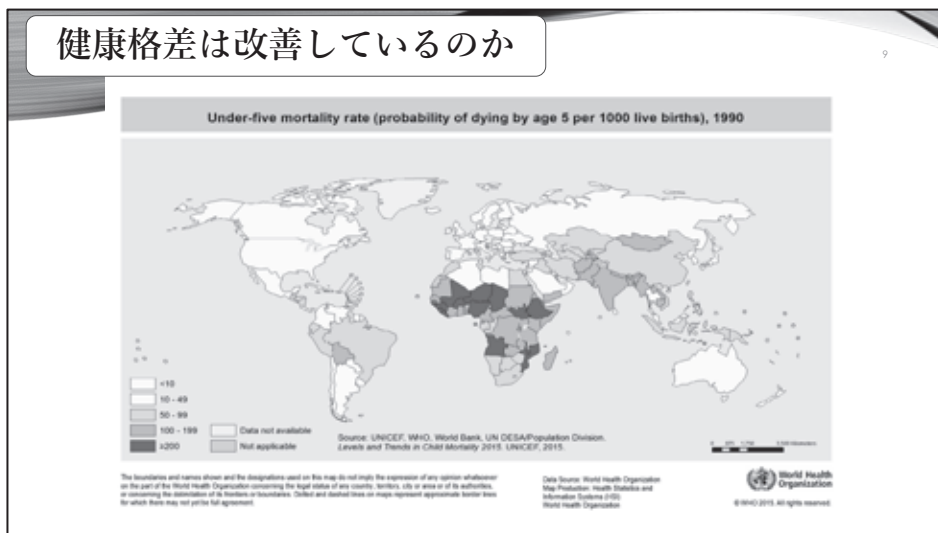 健康格差は改善しているのか
9
Under-five mortality rate (probability of dying by age 5 per 1000 live births), 1990
<10
10 - 49
50 - 99
100 - 199
≥200
Data not available
Not applicable
Source: UNICEF, WHO, World Bank, UN DESA/Population Division.
Levels and Trends in Child Mortality 2015. UNICEF, 2015.
The boundaries and names shown and the designations used on this map do not imply the expression of any opinion whatsoever
on the part of the World Health Organization concerning the legal status of any country, territory, city or area or of its authorities,
or concerning the delimitation of its frontiers or boundaries. Dotted and dashed lines on maps represent approximate border lines
for which there may not yet be full agreement.
Data Source: World Health Organization
Map Production: Health Statistics and
Information Systems (HSI)
World Health Organization
World Health
Organization
© WHO 2015. All rights reserved.